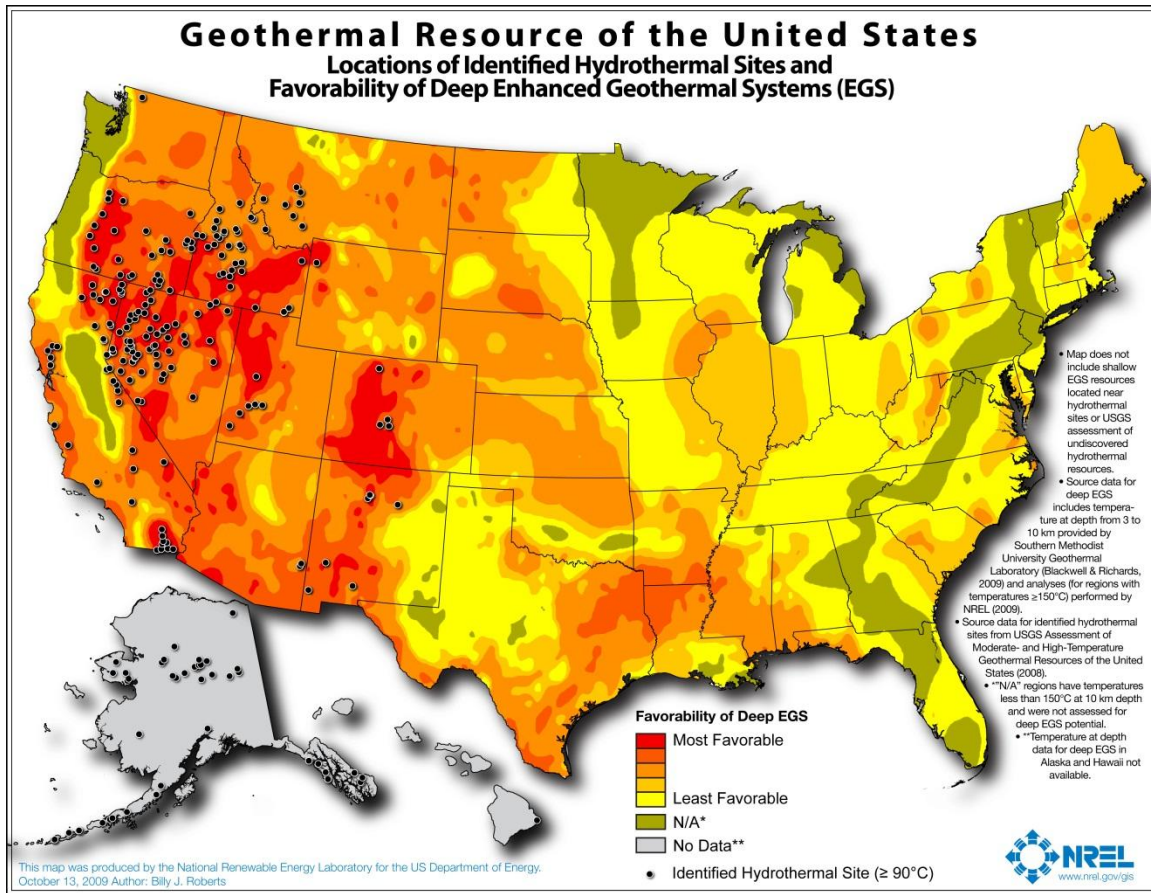 Geothermal Resource of the United States
Locations of Identified Hydrothermal Sites and
Favorability of Deep Enhanced Geothermal Systems (EGS)
• Map does not
include shallow
EGS resources
located near
hydrothermal
sites or USGS
assessment of
undiscovered
hydrothermal
resources.
• Source data for
deep EGS
includes tempera-
ture at depth from 3 to
10 km provided by
Southern Methodist
University Geothermal
Laboratory (Blackwell & Richards,
2009) and analyses (for regions with
temperatures ≥150°C) performed by
NREL (2009).
• Source data for identified hydrothermal
sites from USGS Assessment of
Moderate- and High-Temperature
Geothermal Resources of the United
States (2008).
• *"N/A" regions have temperatures
less than 150°C at 10 km depth
and were not assessed for
deep EGS potential.
• **Temperature at depth
data for deep EGS in
Alaska and Hawaii not
available.
Favorability of Deep EGS
Most Favorable
Least Favorable
N/A*
No Data**
Identified Hydrothermal Site (≥ 90°C)
This map was produced by the National Renewable Energy Laboratory for the US Department of Energy.
October 13, 2009 Author: Billy J. Roberts
NREL
www.nrel.gov/gis